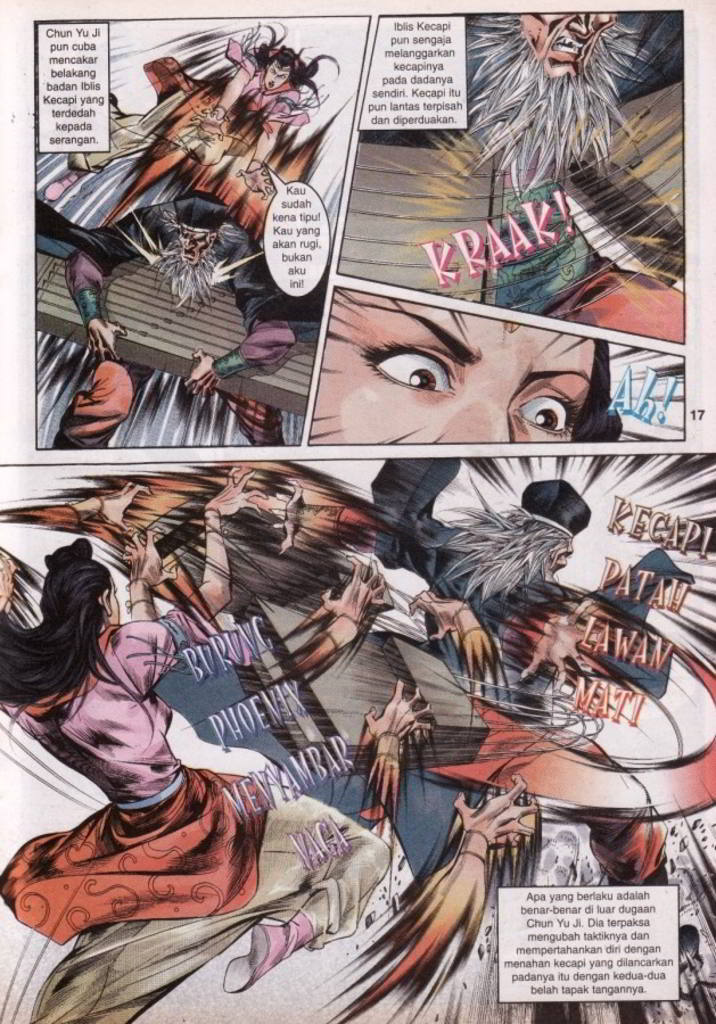 Chun Yu Ji
pun cuba
mencakar
belakang
badan Iblis
Kecapi yang
terdedah
kepada
serangan.
Kau
sudah
kena tipu!
Kau yang
akan rugi,
bukan
aku
ini!
Iblis Kecapi
pun sengaja
melanggarkan
kecapinya
pada dadanya
sendiri. Kecapi itu
pun lantas terpisah
dan diperduakan.
KRAAK!
Ah!
17
BURUNG
PHOENIX
MENYAMBAR
NAGA
KECAPI
PATAH
LAWAN
MATI
Apa yang berlaku adalah
benar-benar di luar dugaan
Chun Yu Ji. Dia terpaksa
mengubah taktiknya dan
mempertahankan diri dengan
menahan kecapi yang dilancarkan
padanya itu dengan kedua-dua
belah tapak tangannya.